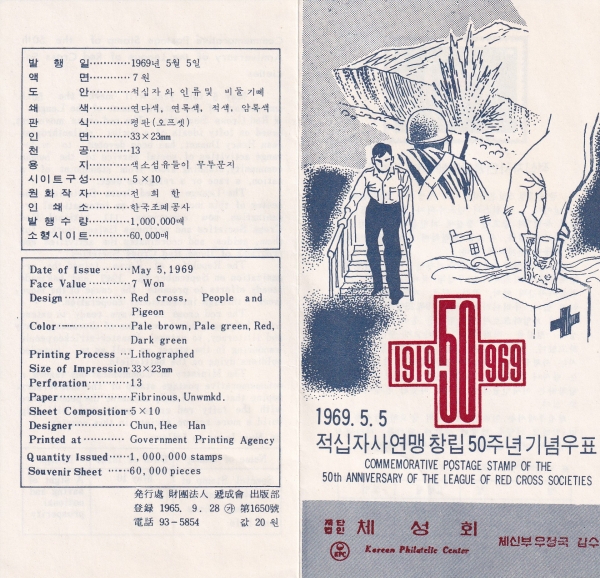 발행일…………1969년 5월 5일
액면…………7원
도안…………적십자와 인류및 비둘기떼
쇄색…………연다색, 연록색, 적색, 암록색
판식…………평판(오프셋)
인면…………33×23mm
천공…………13
용지…………색소섬유들이 무투문지
시이트구성…………5×10
원화작자…………전희한
인쇄소…………한국조폐공사
발행수량…………1,000,000매
소형시이트…………60,000매
Date of Issue ……May 5,1969
Face Value ……7 Won
Design ……Red cross, People and
Pigeon
Color ……Pale brown, Pale green, Red,
Dark green
Printing Process …Lithographed
Size of Impression 33×23mm
Perforation ……13
Paper ……Fibrinous, Unwmkd.
Sheet Composition 5×10
Designer ……Chun, Hee Han
Printed at ……Government Printing Agency
Quantity Issued ……1,000,000 stamps
Souvenir Sheet ……60,000 pieces
発行處 財團法人 遞成會 出版部
登録 1965. 9. 28 ㉮ 第1650號
電話 93-5854 값 20원
1919 50 1969
1969. 5. 5
적십자사연맹 창립 50주년 기념우표
COMMEMORATIVE POSTAGE STAMP OF THE
50th ANNIVERSARY OF THE LEAGUE OF RED CROSS SOCIETIES
재단
법인 체성회
KPC Korean Philatelic Center
체신부우정국 감수